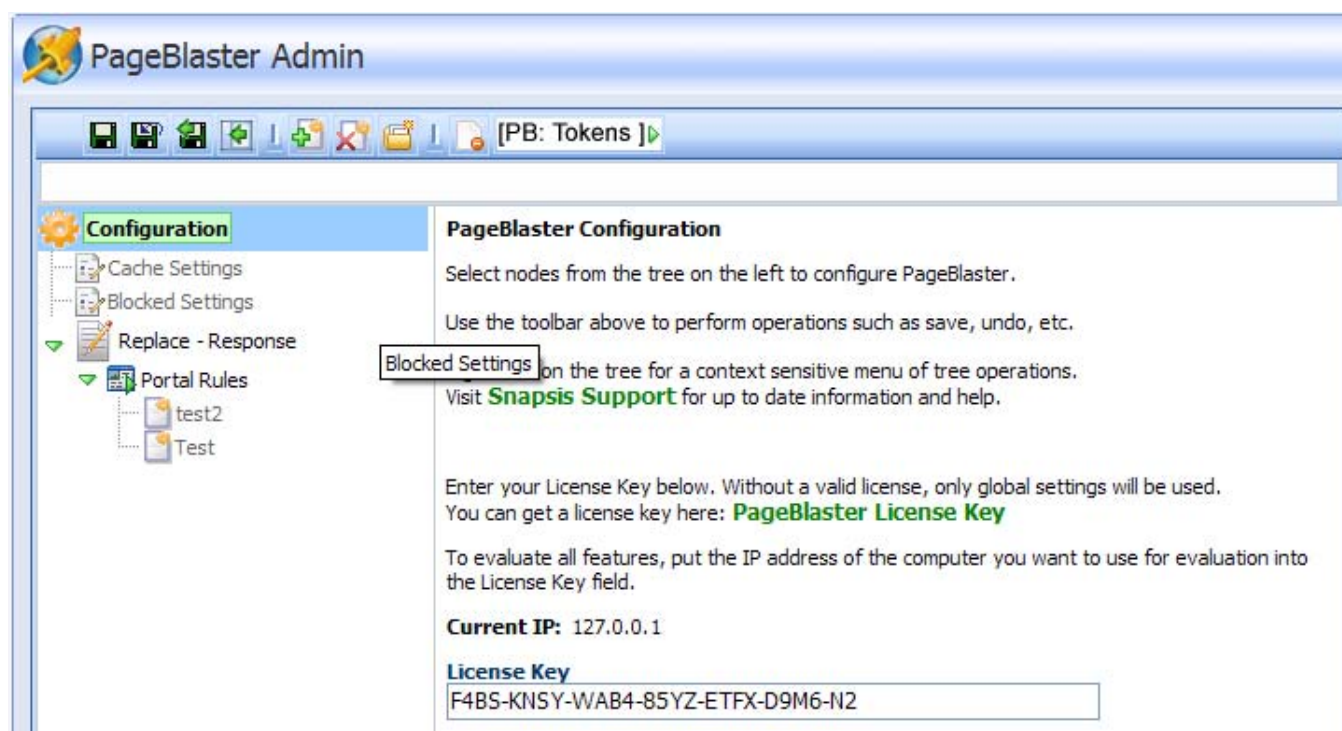 PageBlaster Admin
[PB: Tokens ]
Configuration
Cache Settings
Blocked Settings
Replace - Response
Portal Rules
test2
Test
Blocked Settings
PageBlaster Configuration
Select nodes from the tree on the left to configure PageBlaster.
Use the toolbar above to perform operations such as save, undo, etc.
on the tree for a context sensitive menu of tree operations.
Visit Snapsis Support for up to date information and help.
Enter your License Key below. Without a valid license, only global settings will be used.
You can get a license key here: PageBlaster License Key
To evaluate all features, put the IP address of the computer you want to use for evaluation into
the License Key field.
Current IP: 127.0.0.1
License Key
F4BS-KNSY-WAB4-85YZ-ETFX-D9M6-N2